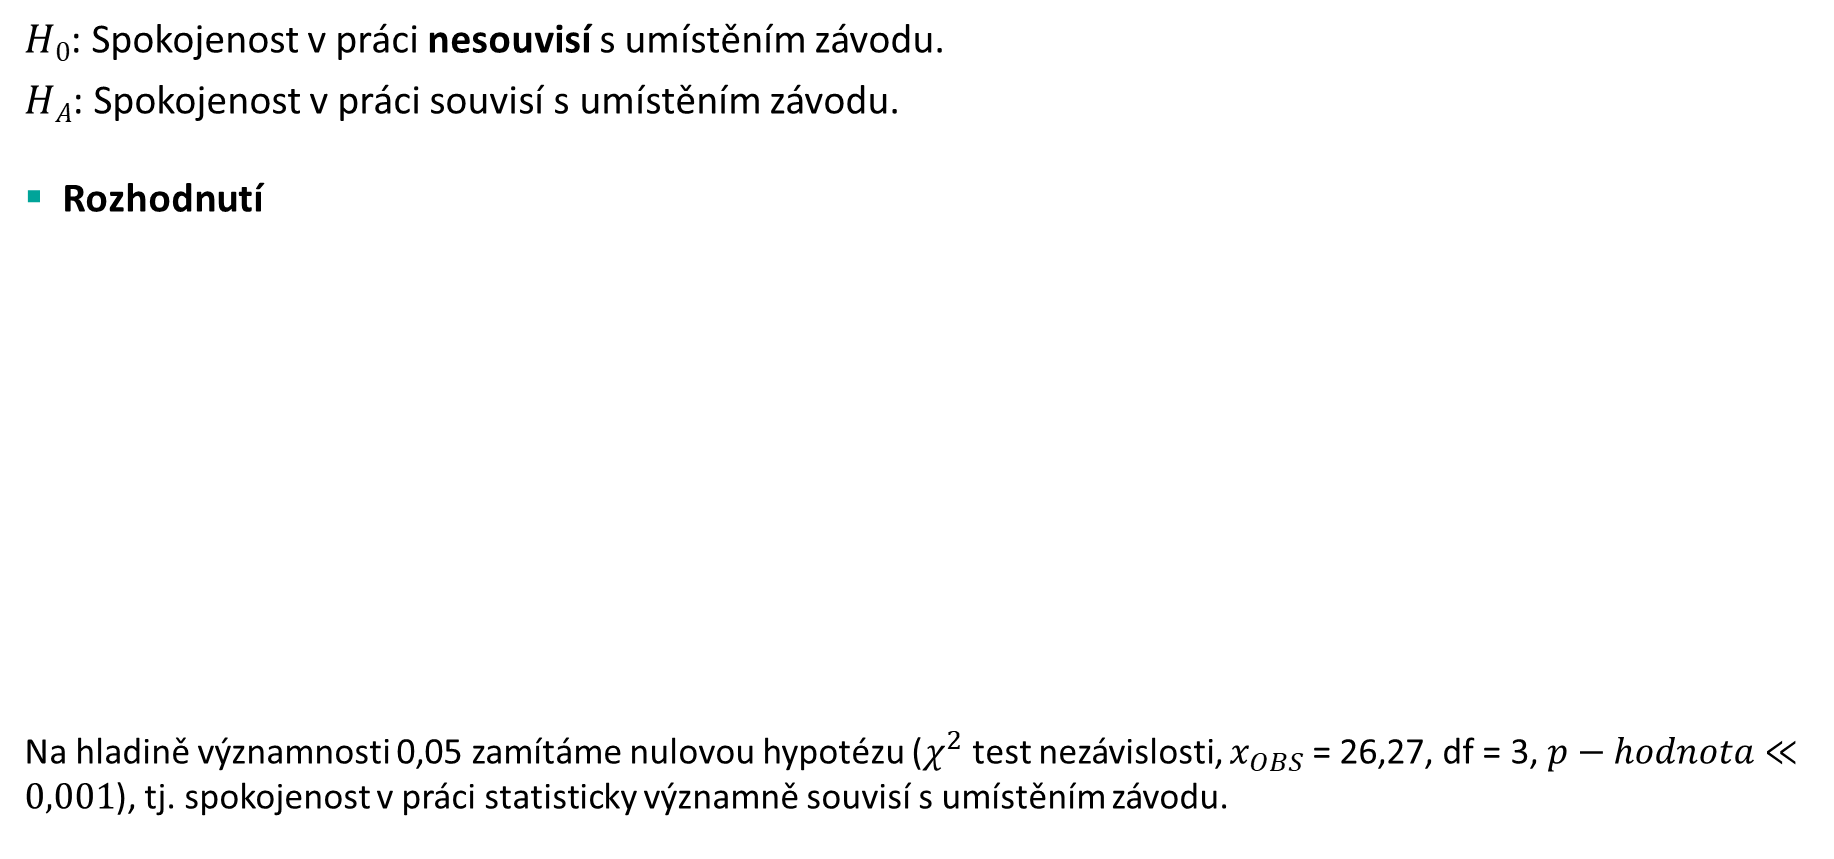 H₀: Spokojenost v práci nesouvisí s umístěním závodu.
H_A: Spokojenost v práci souvisí s umístěním závodu.
▪ Rozhodnutí
Na hladině významnosti 0,05 zamítáme nulovou hypotézu (χ² test nezávislosti, x_OBS = 26,27, df = 3, p − hodnota ≪
0,001), tj. spokojenost v práci statisticky významně souvisí s umístěním závodu.